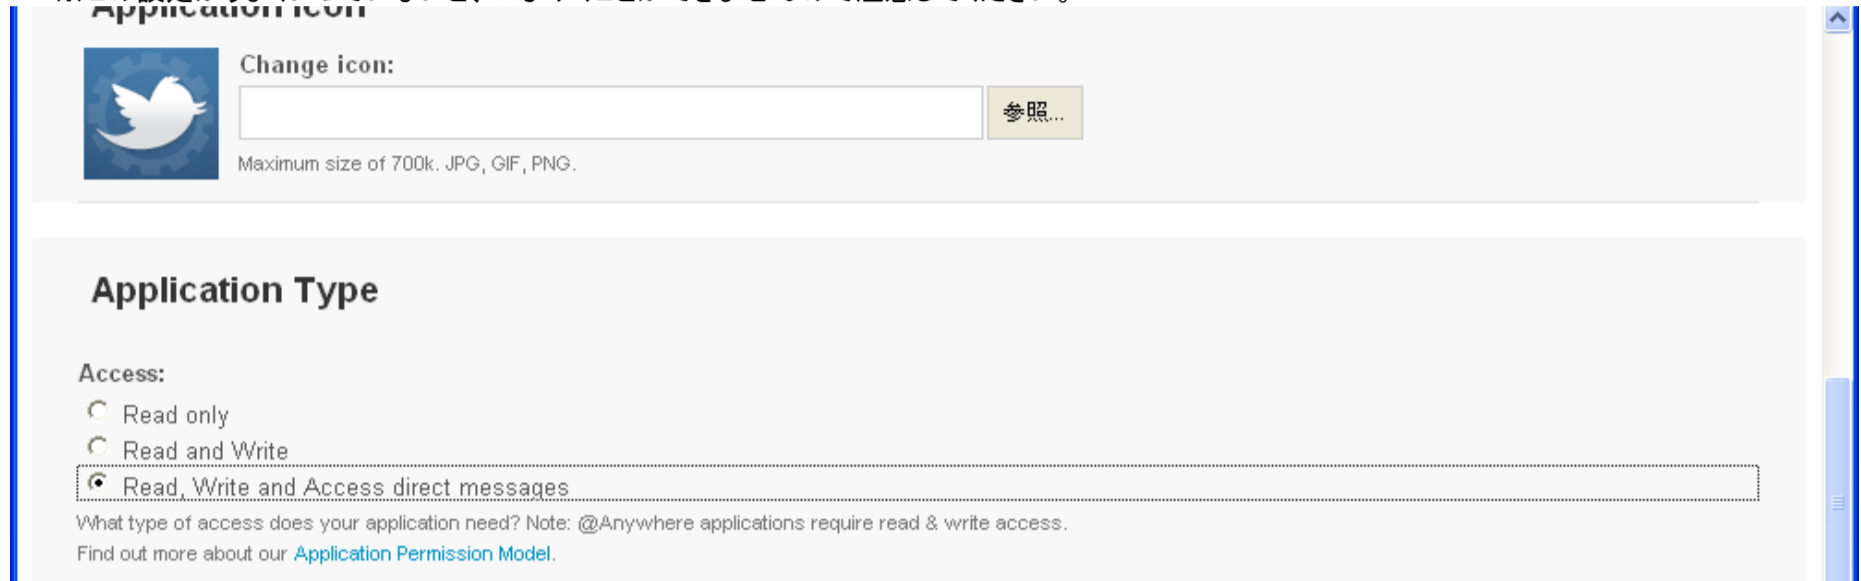 Application Icon
Change icon:
参照...
Maximum size of 700k. JPG, GIF, PNG.
Application Type
Access:
Read only
Read and Write
Read, Write and Access direct messages
What type of access does your application need? Note: @Anywhere applications require read & write access.
Find out more about our Application Permission Model.